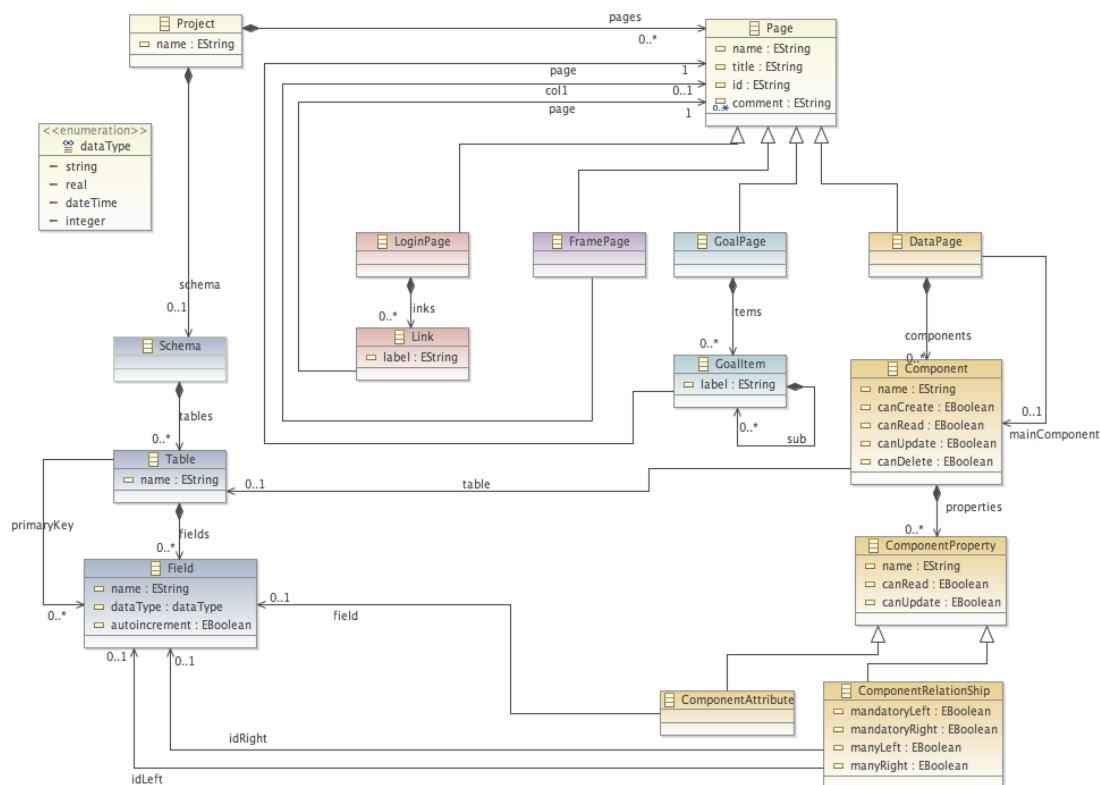 Project
name : EString
pages
0..*
Page
name : EString
title : EString
id : EString
comment : EString
0..*
page
1
col1
0..1
page
1
<<enumeration>>
dataType
string
real
dateTime
integer
schema
0..1
LoginPage
FramePage
GoalPage
DataPage
inks
0..*
tems
0..*
components
0..*
Link
label : EString
Schema
GoalItem
label : EString
0..*
sub
Component
name : EString
canCreate : EBoolean
canRead : EBoolean
canUpdate : EBoolean
canDelete : EBoolean
0..1
mainComponent
tables
0..*
Table
name : EString
0..1
table
properties
0..*
primaryKey
fields
0..*
0..*
Field
name : EString
dataType : dataType
autoincrement : EBoolean
0..1
field
ComponentProperty
name : EString
canRead : EBoolean
canUpdate : EBoolean
0..1
0..1
ComponentAttribute
ComponentRelationShip
mandatoryLeft : EBoolean
mandatoryRight : EBoolean
manyLeft : EBoolean
manyRight : EBoolean
idRight
idLeft